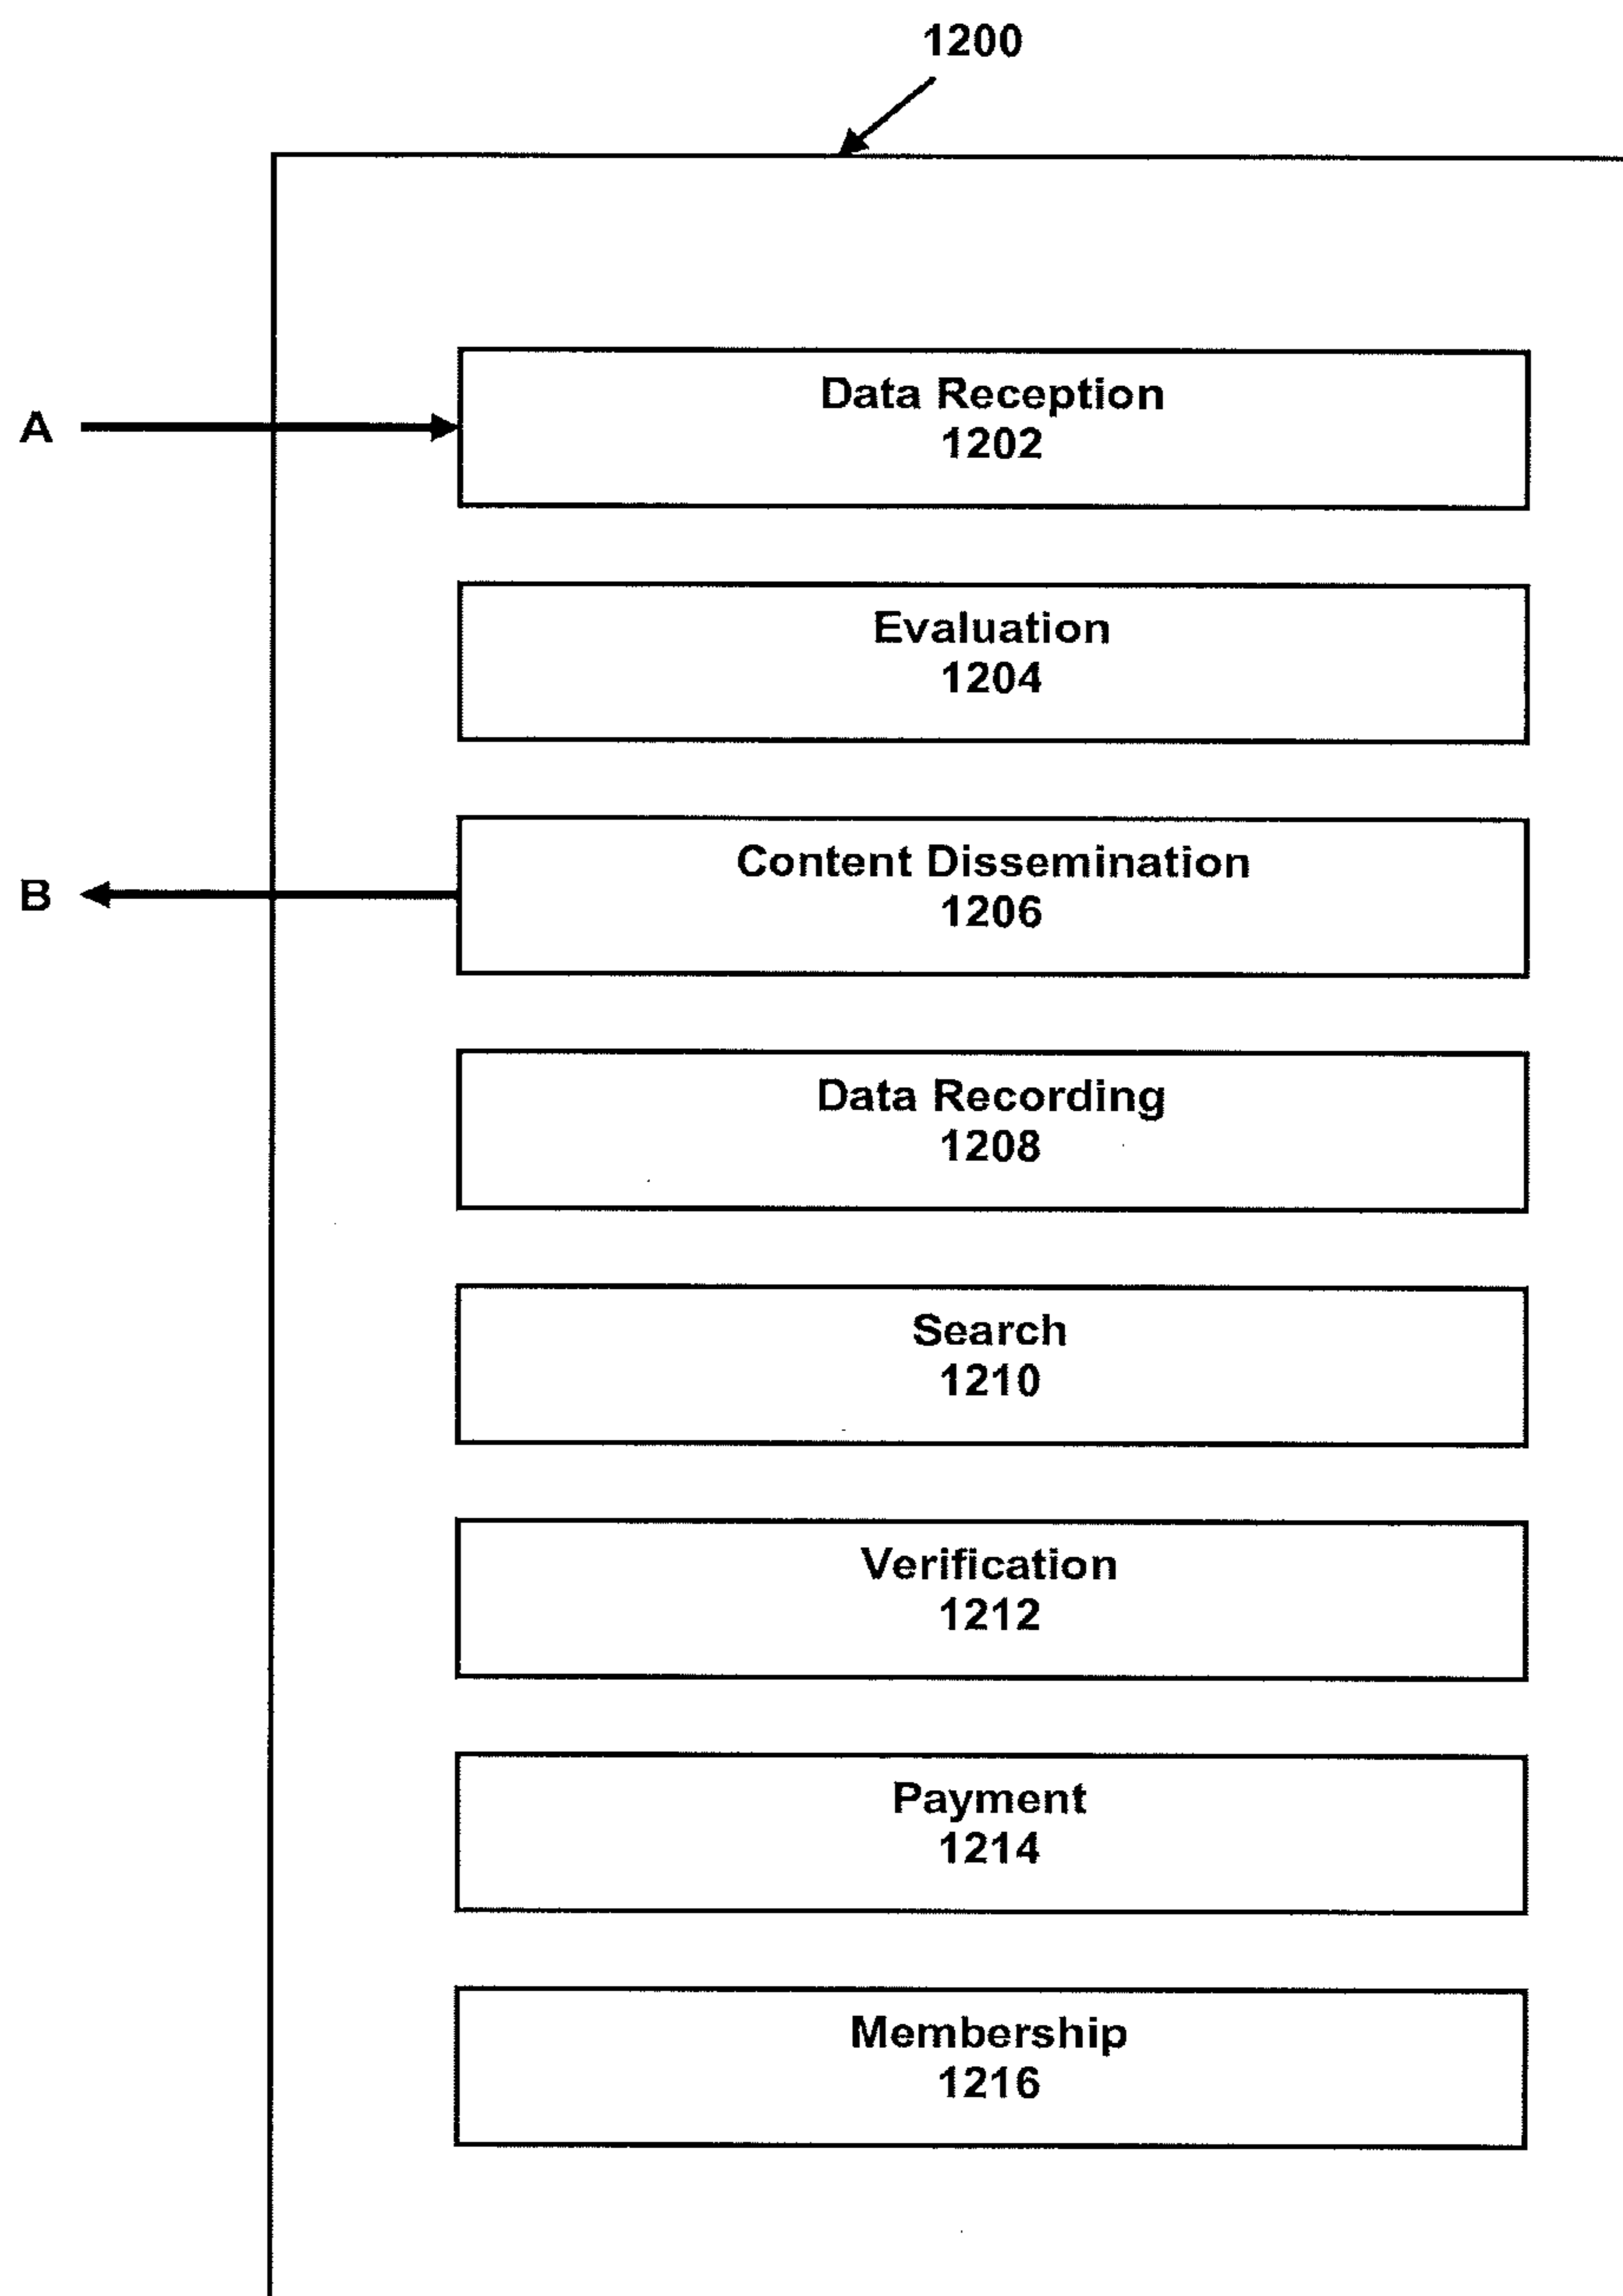 1200
A
Data Reception
1202
Evaluation
1204
B
Content Dissemination
1206
Data Recording
1208
Search
1210
Verification
1212
Payment
1214
Membership
1216